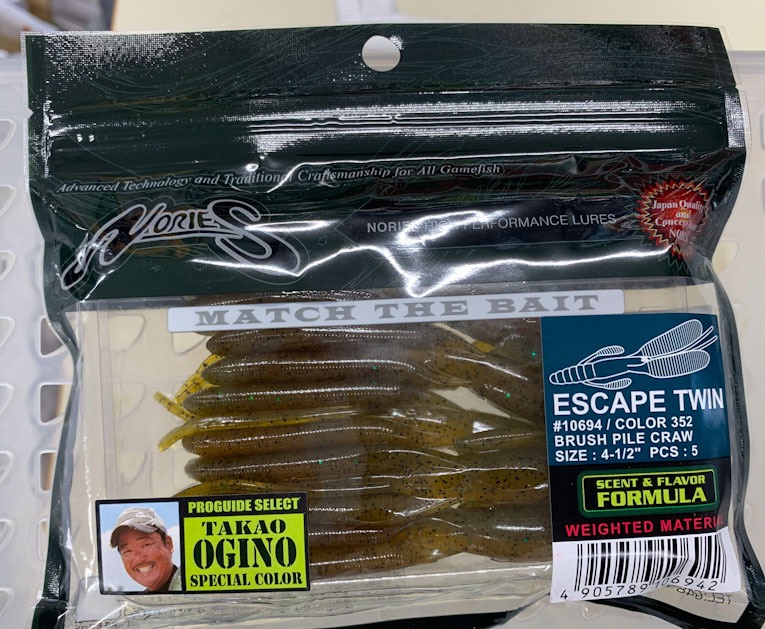 Advanced Technology and Traditional Craftsmanship for All Gamefish
NORIES
NORIES PERFORMANCE LURES
Japan Quality
and
MATCH THE BAIT
ESCAPE TWIN
#10694 / COLOR 352
BRUSH PILE CRAW
SIZE : 4-1/2" PCS : 5
SCENT & FLAVOR
FORMULA
WEIGHTED
4 905789 106942
PROGUIDE SELECT
TAKAO
OGINO
SPECIAL COLOR